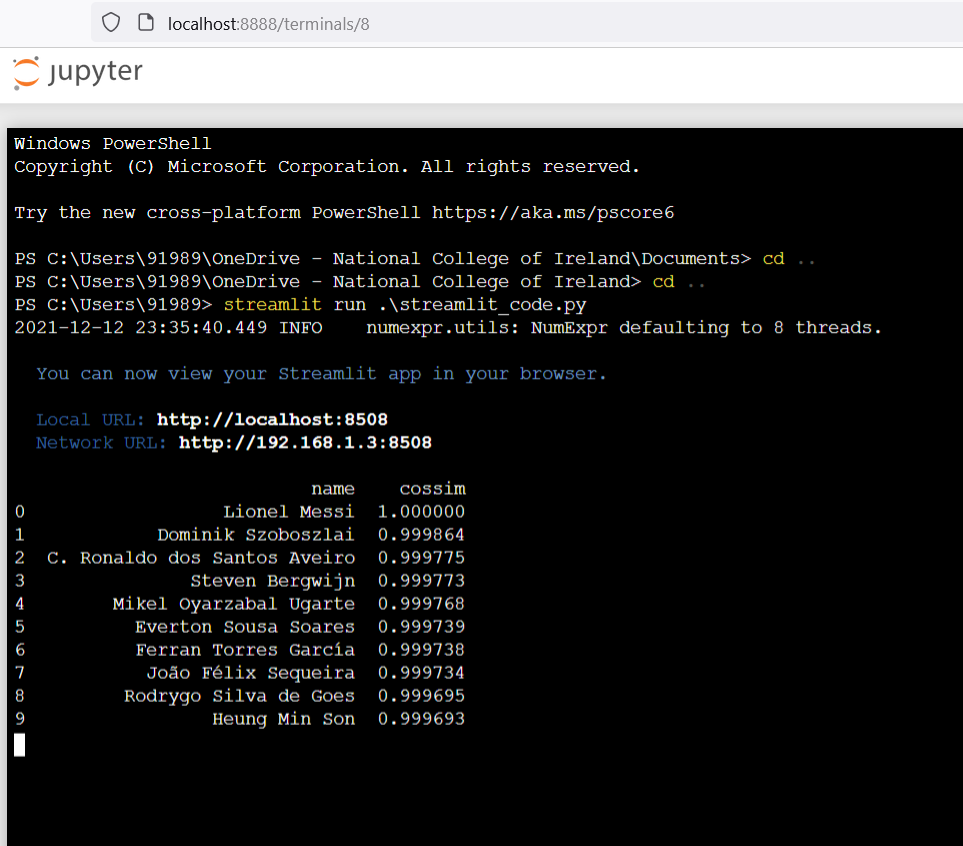 localhost:8888/terminals/8
jupyter
Windows PowerShell
Copyright (C) Microsoft Corporation. All rights reserved.
Try the new cross-platform PowerShell https://aka.ms/pscore6
PS C:\Users\91989\OneDrive - National College of Ireland\Documents> cd ..
PS C:\Users\91989\OneDrive - National College of Ireland> cd ..
PS C:\Users\91989> streamlit run .\streamlit_code.py
2021-12-12 23:35:40.449 INFO    numexpr.utils: NumExpr defaulting to 8 threads.
You can now view your Streamlit app in your browser.
Local URL: http://localhost:8508
Network URL: http://192.168.1.3:8508
name    cossim
0 Lionel Messi 1.000000
1 Dominik Szoboszlai 0.999864
2 C. Ronaldo dos Santos Aveiro 0.999775
3 Steven Bergwijn 0.999773
4 Mikel Oyarzabal Ugarte 0.999768
5 Everton Sousa Soares 0.999739
6 Ferran Torres García 0.999738
7 João Félix Sequeira 0.999734
8 Rodrygo Silva de Goes 0.999695
9 Heung Min Son 0.999693